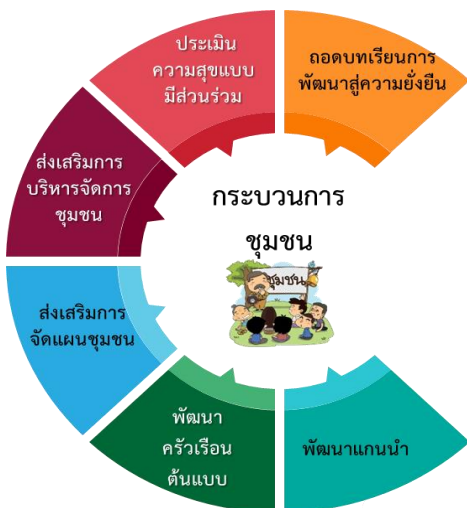 ประเมิน
ความสุขแบบ
มีส่วนร่วม
ถอดบทเรียนการ
พัฒนาสู่ความยั่งยืน
ส่งเสริมการ
บริหารจัดการ
ชุมชน
กระบวนการ
ชุมชน
ชุมชน
ส่งเสริมการ
จัดแผนชุมชน
พัฒนา
ครัวเรือน
ต้นแบบ
พัฒนาแกนนำ